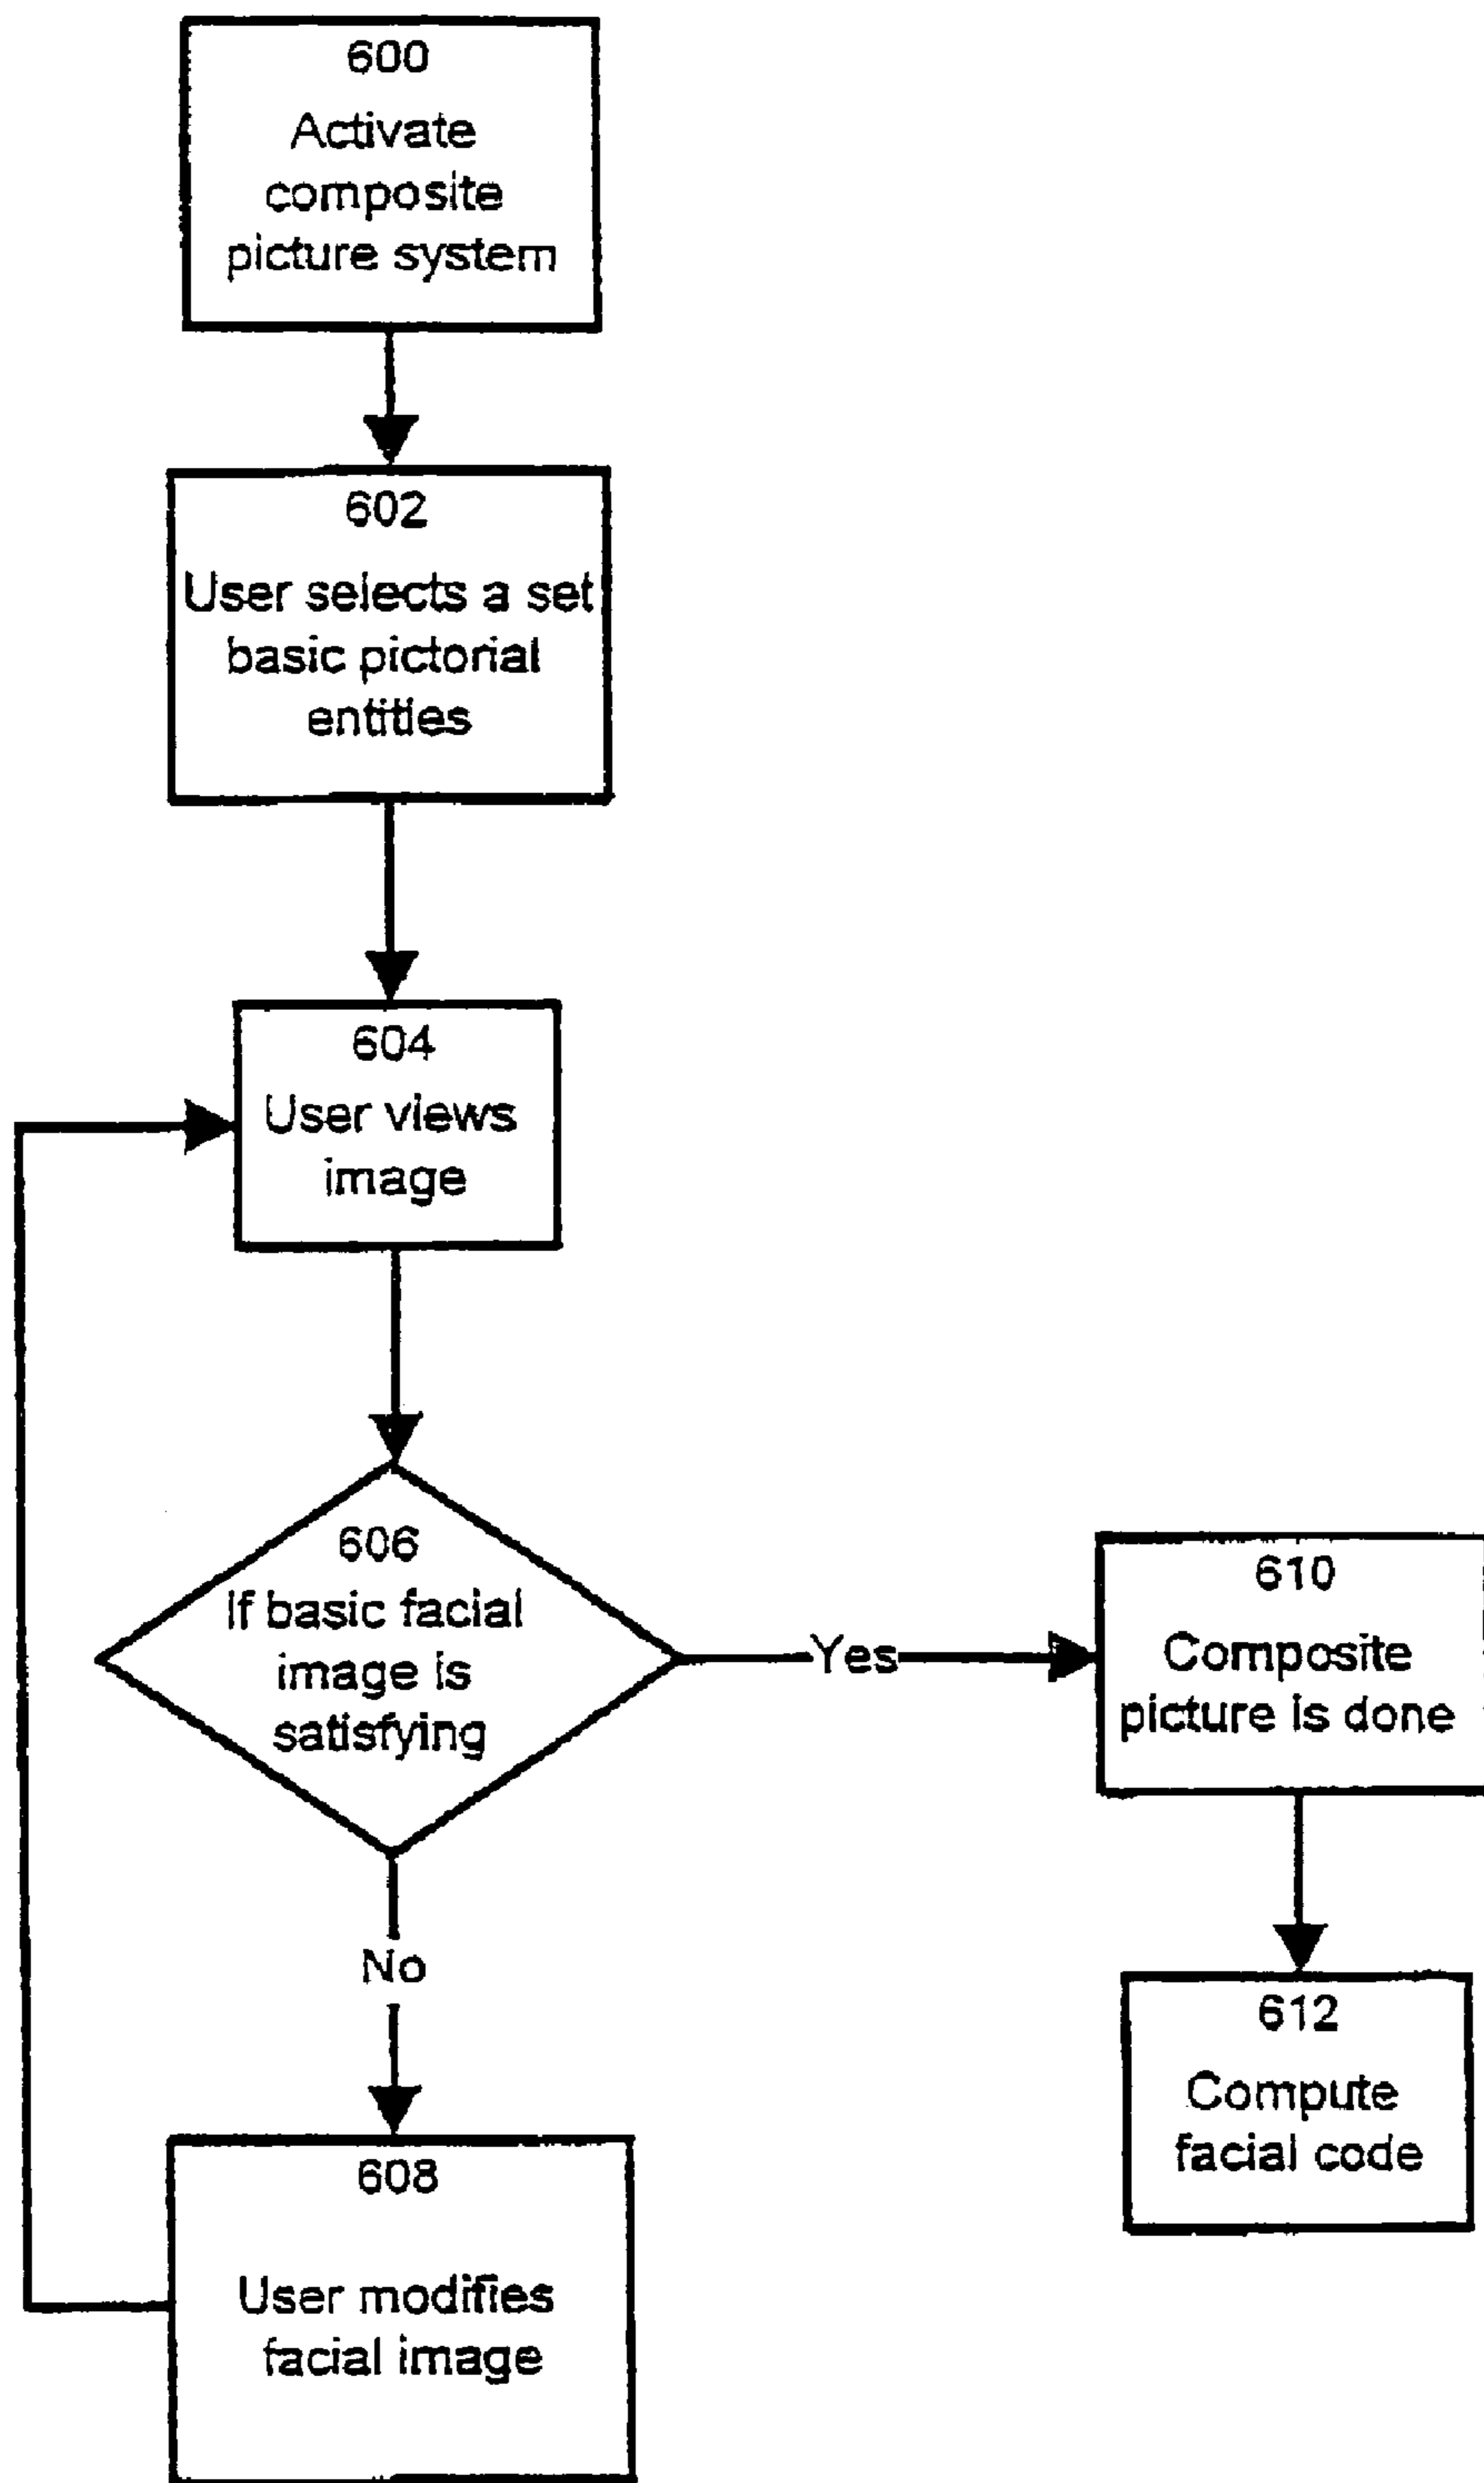 600
Activate
composite
picture system
602
User selects a set
basic pictorial
entities
604
User views
image
606
If basic facial
image is
satisfying
Yes
610
Composite
picture is done
No
612
Compute
facial code
608
User modifies
facial image